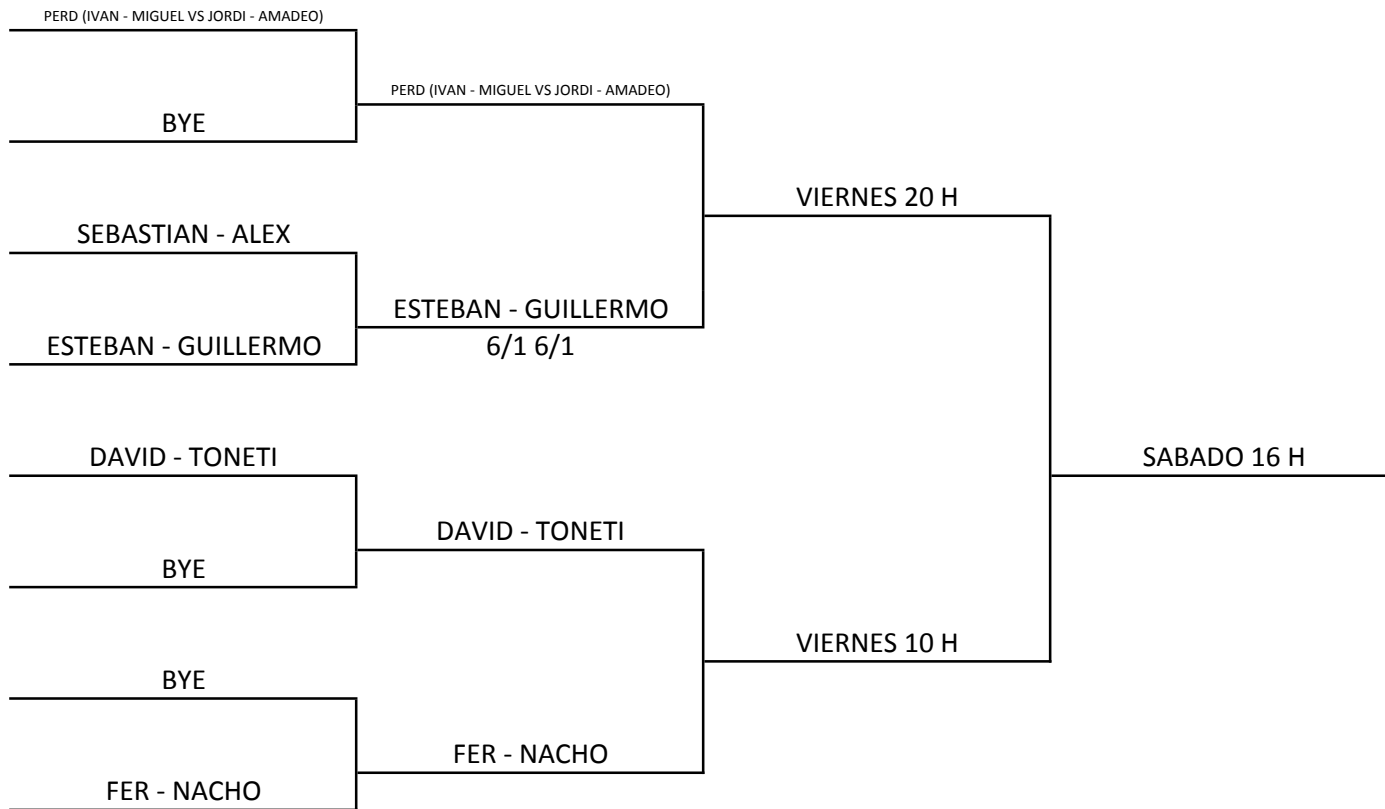 PERD (IVAN - MIGUEL VS JORDI - AMADEO)
PERD (IVAN - MIGUEL VS JORDI - AMADEO)
BYE
VIERNES 20 H
SEBASTIAN - ALEX
ESTEBAN - GUILLERMO
6/1 6/1
ESTEBAN - GUILLERMO
DAVID - TONETI
SABADO 16 H
DAVID - TONETI
BYE
VIERNES 10 H
BYE
FER - NACHO
FER - NACHO